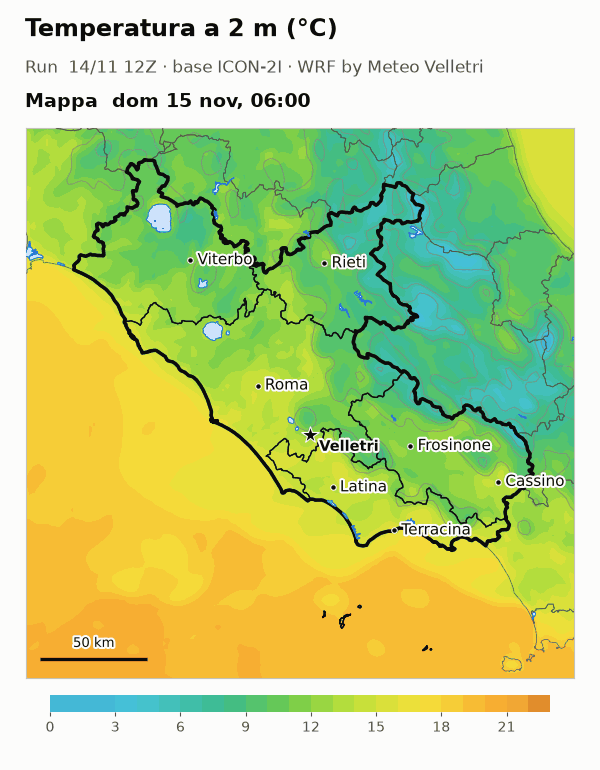 Temperatura a 2 m (°C)
Run  14/11 12Z · base ICON-2I · WRF by Meteo Velletri
Mappa  dom 15 nov, 06:00
Viterbo
Rieti
Roma
Velletri
Frosinone
Latina
Cassino
Terracina
50 km
0 3 6 9 12 15 18 21